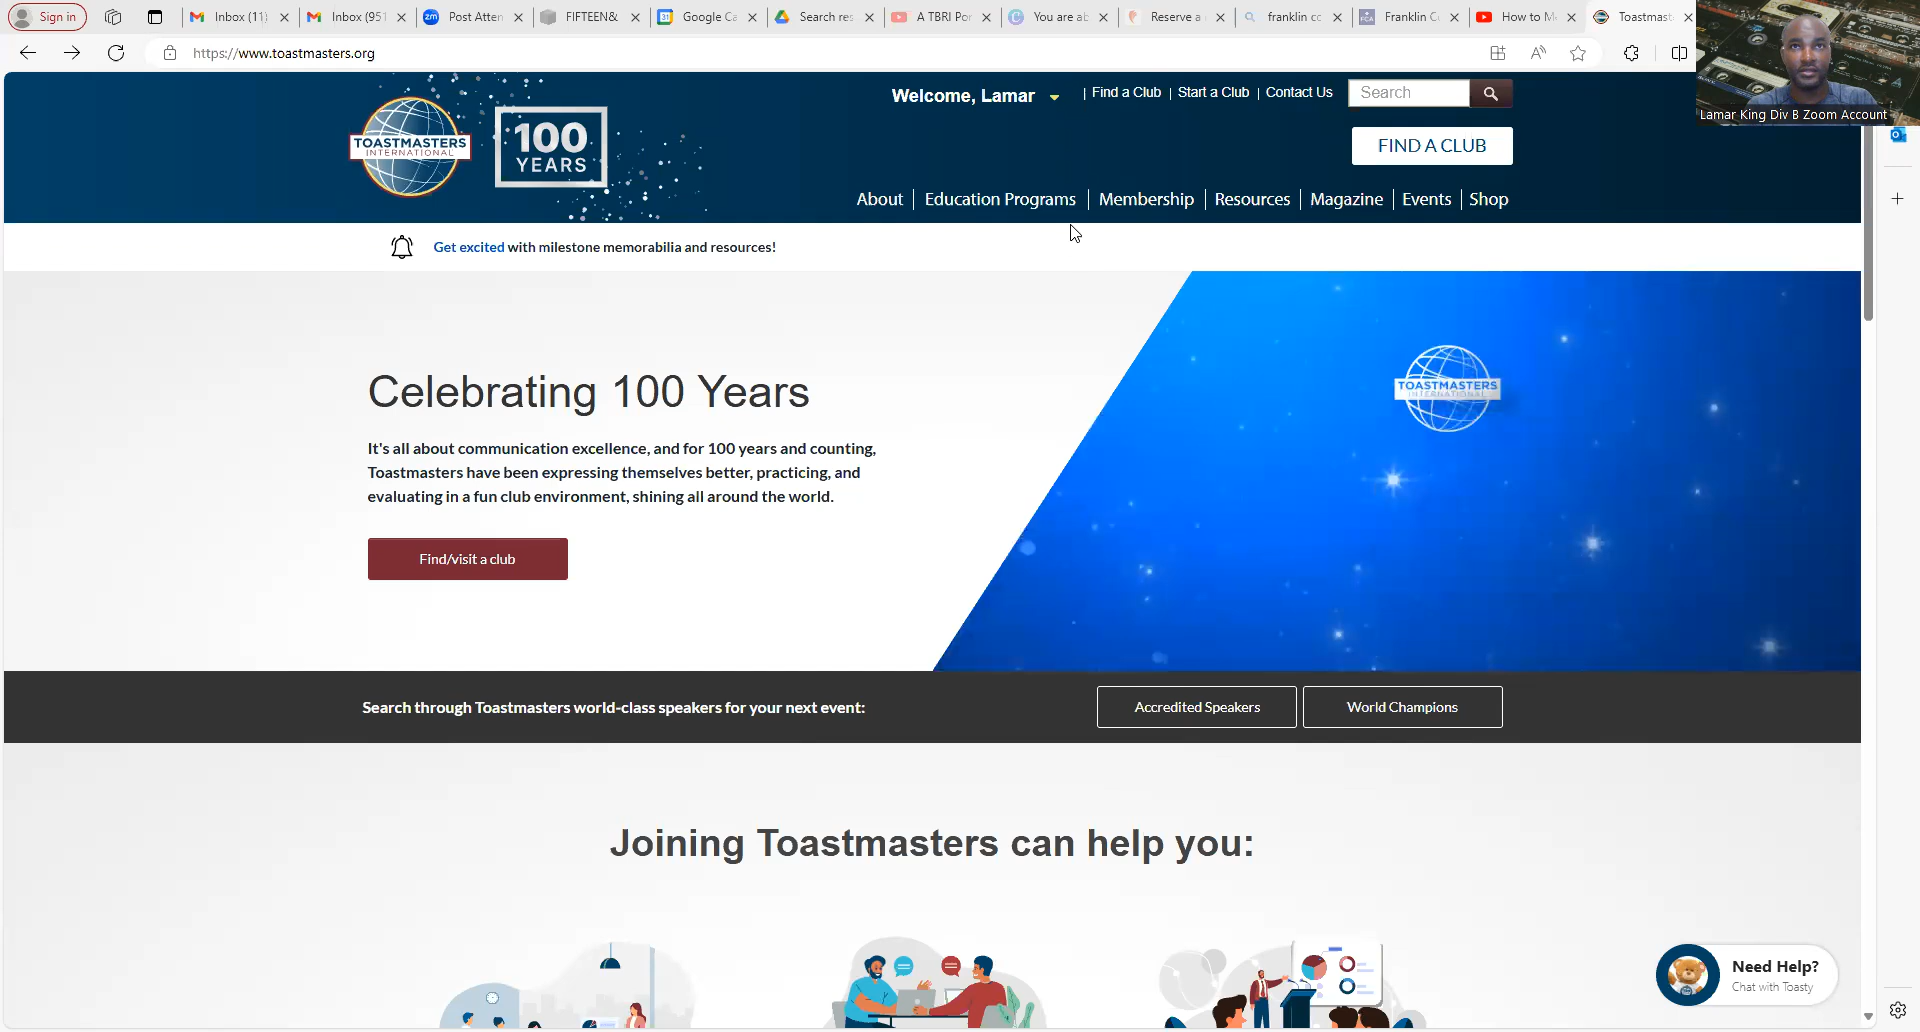 Sign in
Inbox (11)
Inbox (951
Post Atten
FIFTEEN&
Google Ca
Search res
A TBRI Por
You are ab
Reserve a
franklin co
Franklin C
How to M
Toastmast
https://www.toastmasters.org
Lamar King Div B Zoom Account
TOASTMASTERS
INTERNATIONAL
100
YEARS
Welcome, Lamar
| Find a Club | Start a Club | Contact Us
Search
FIND A CLUB
About | Education Programs | Membership | Resources | Magazine | Events | Shop
Get excited with milestone memorabilia and resources!
Celebrating 100 Years
It's all about communication excellence, and for 100 years and counting,
Toastmasters have been expressing themselves better, practicing, and
evaluating in a fun club environment, shining all around the world.
Find/visit a club
TOASTMASTERS
INTERNATIONAL
Search through Toastmasters world-class speakers for your next event:
Accredited Speakers
World Champions
Joining Toastmasters can help you:
Need Help?
Chat with Toasty